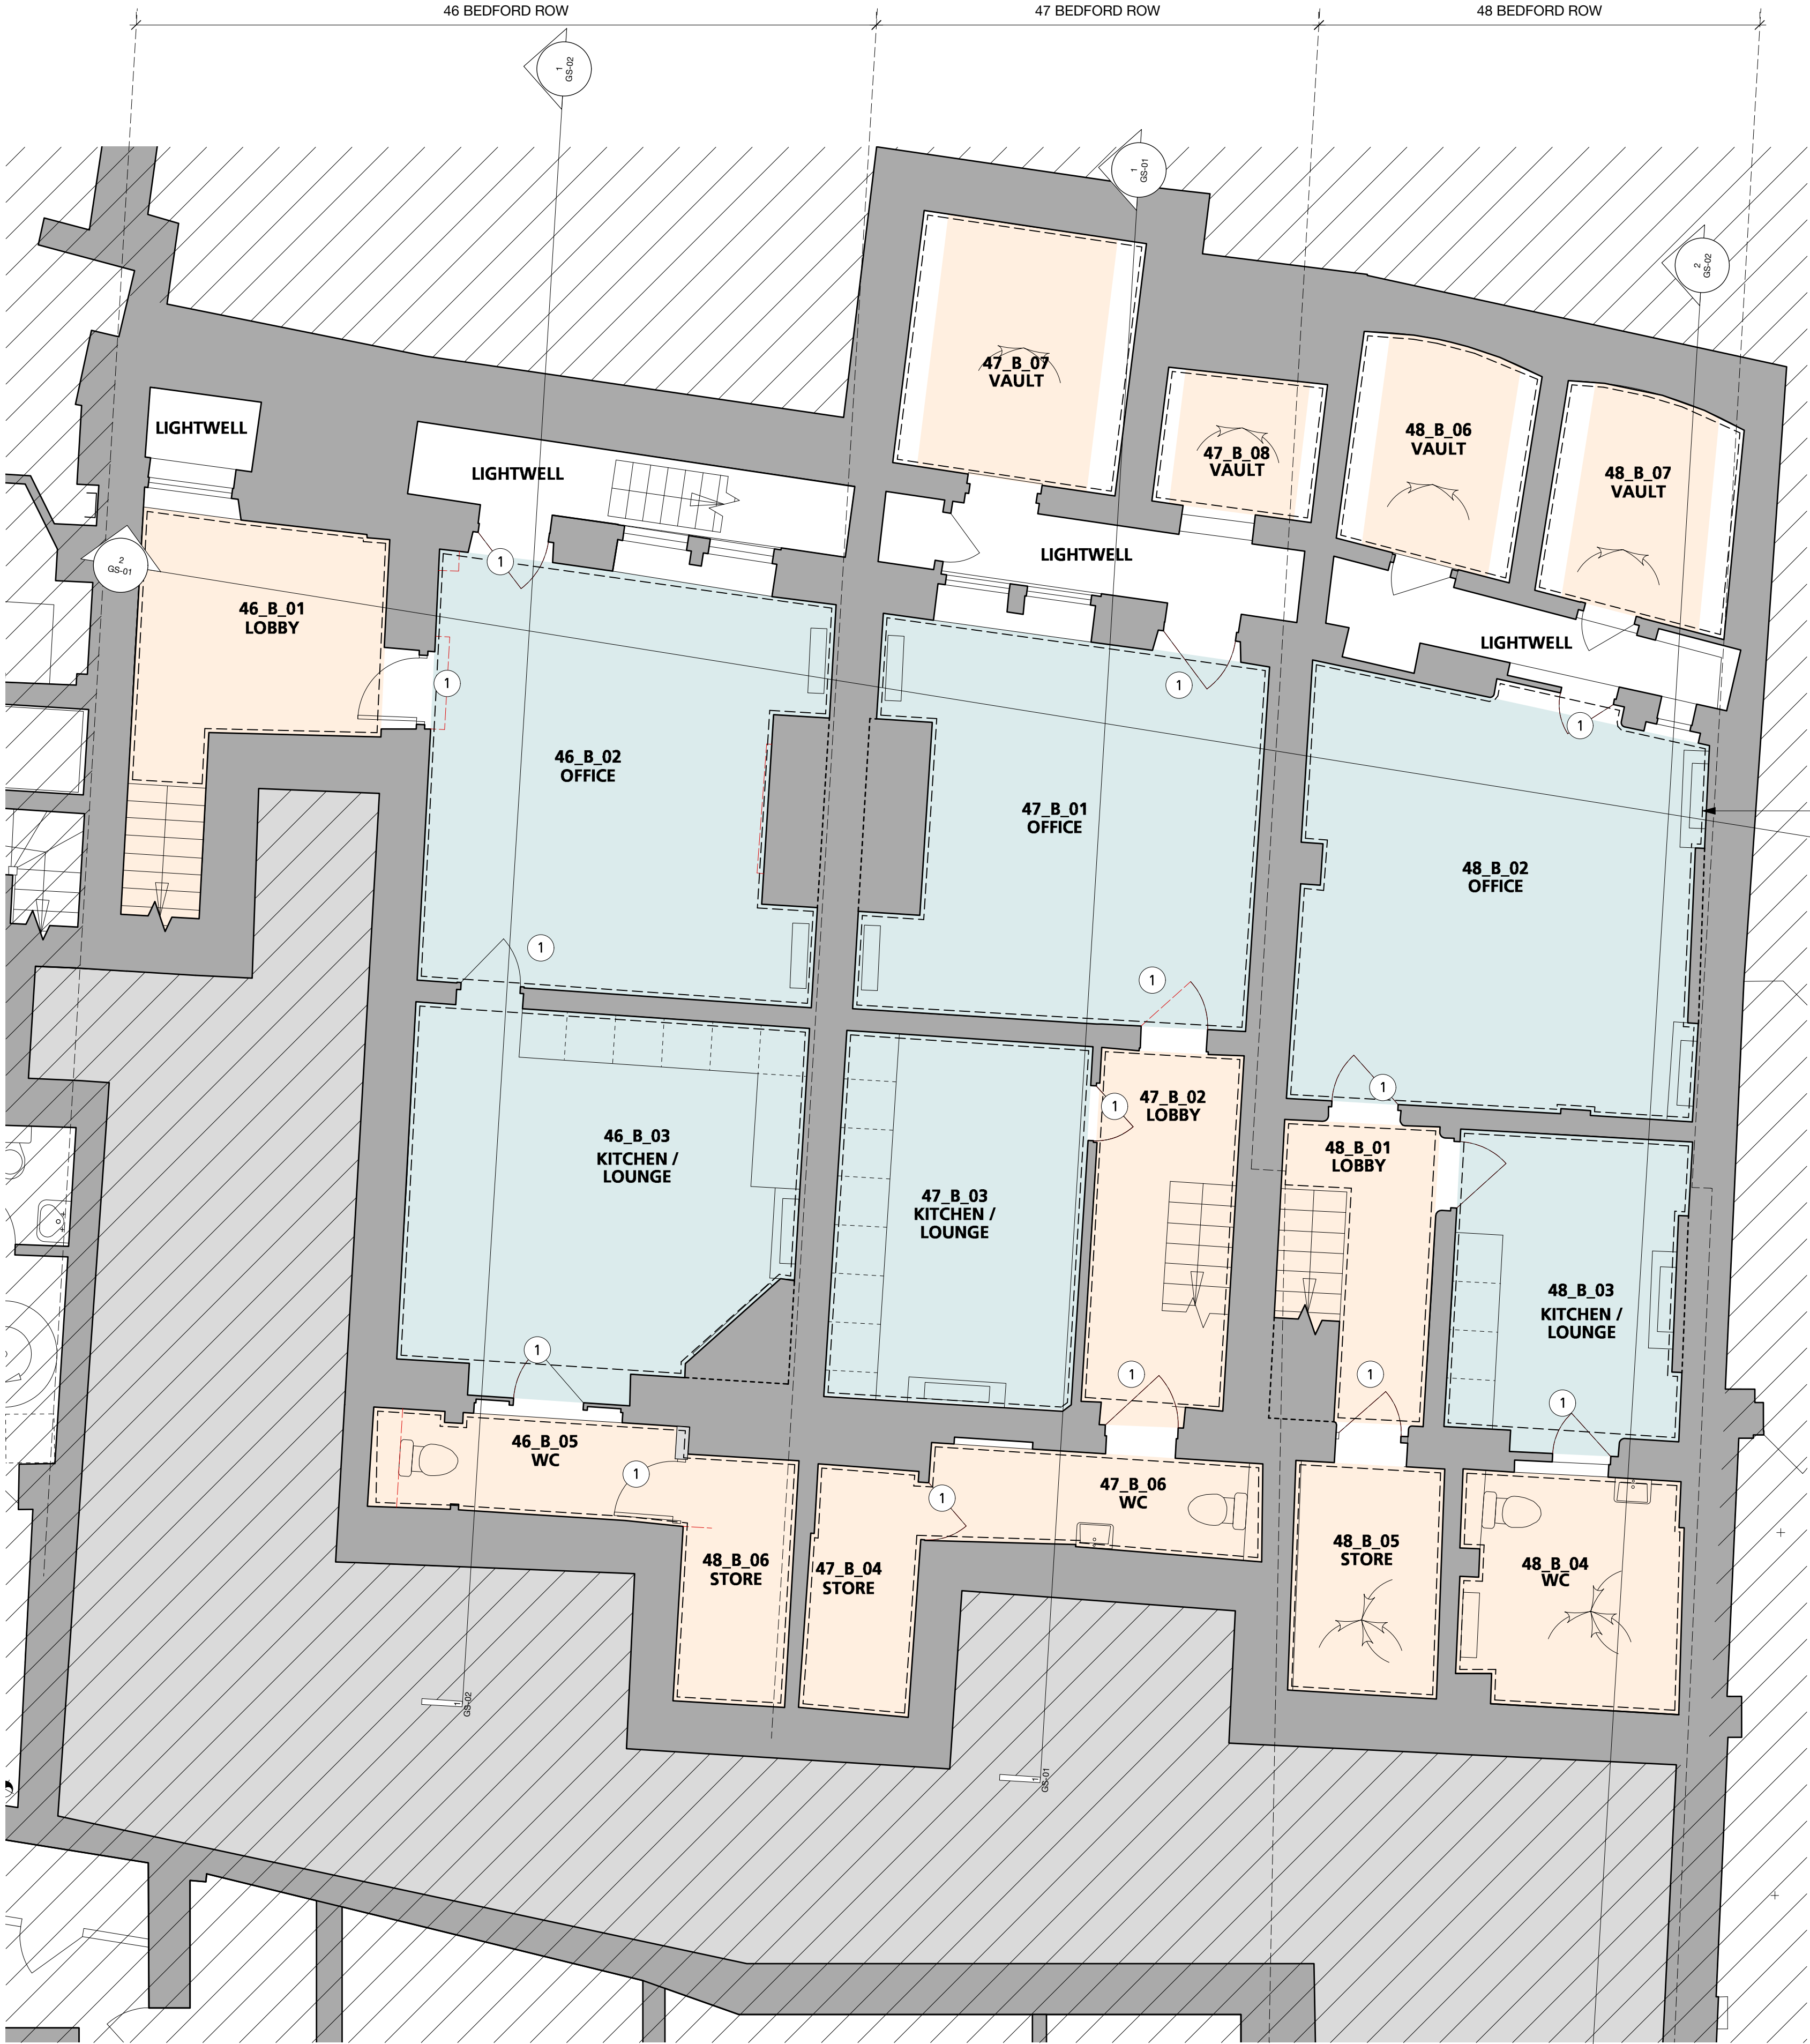 46 BEDFORD ROW
47 BEDFORD ROW
48 BEDFORD ROW
1
GS-02
1
GS-01
2
GS-02
47_B_07
VAULT
LIGHTWELL
LIGHTWELL
47_B_08
VAULT
48_B_06
VAULT
48_B_07
VAULT
2
GS-01
1
LIGHTWELL
46_B_01
LOBBY
LIGHTWELL
1
1
1
46_B_02
OFFICE
47_B_01
OFFICE
48_B_02
OFFICE
1
1
1
1
47_B_02
LOBBY
46_B_03
KITCHEN /
LOUNGE
48_B_01
LOBBY
47_B_03
KITCHEN /
LOUNGE
48_B_03
KITCHEN /
LOUNGE
1
1
1
1
46_B_05
WC
1
47_B_06
WC
1
48_B_06
STORE
47_B_04
STORE
48_B_05
STORE
48_B_04
WC
1
GS-02
1
GS-01